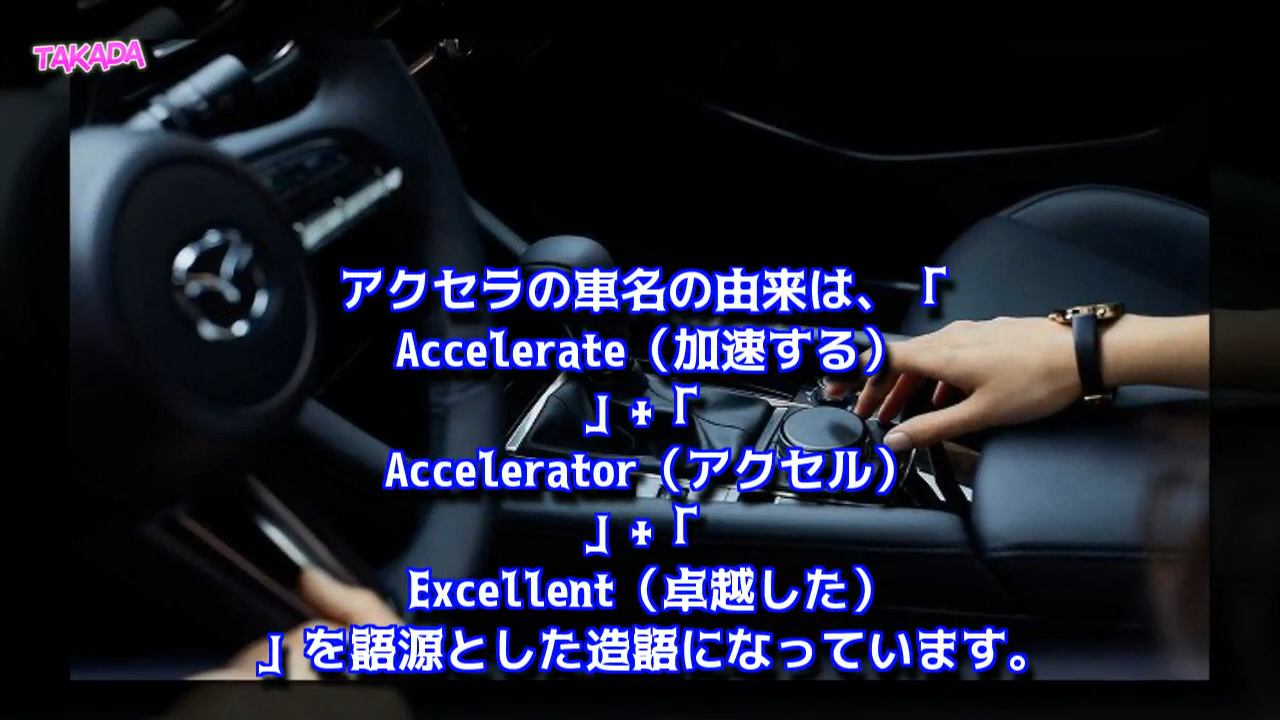 TAKADA
アクセラの車名の由来は、「
Accelerate（加速する）
」+「
Accelerator（アクセル）
」+「
Excellent（卓越した）
」を語源とした造語になっています。